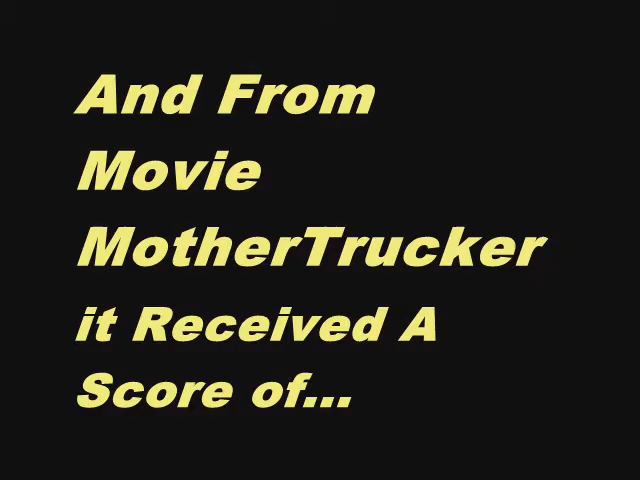 And From
Movie
MotherTrucker
it Received A
Score of...